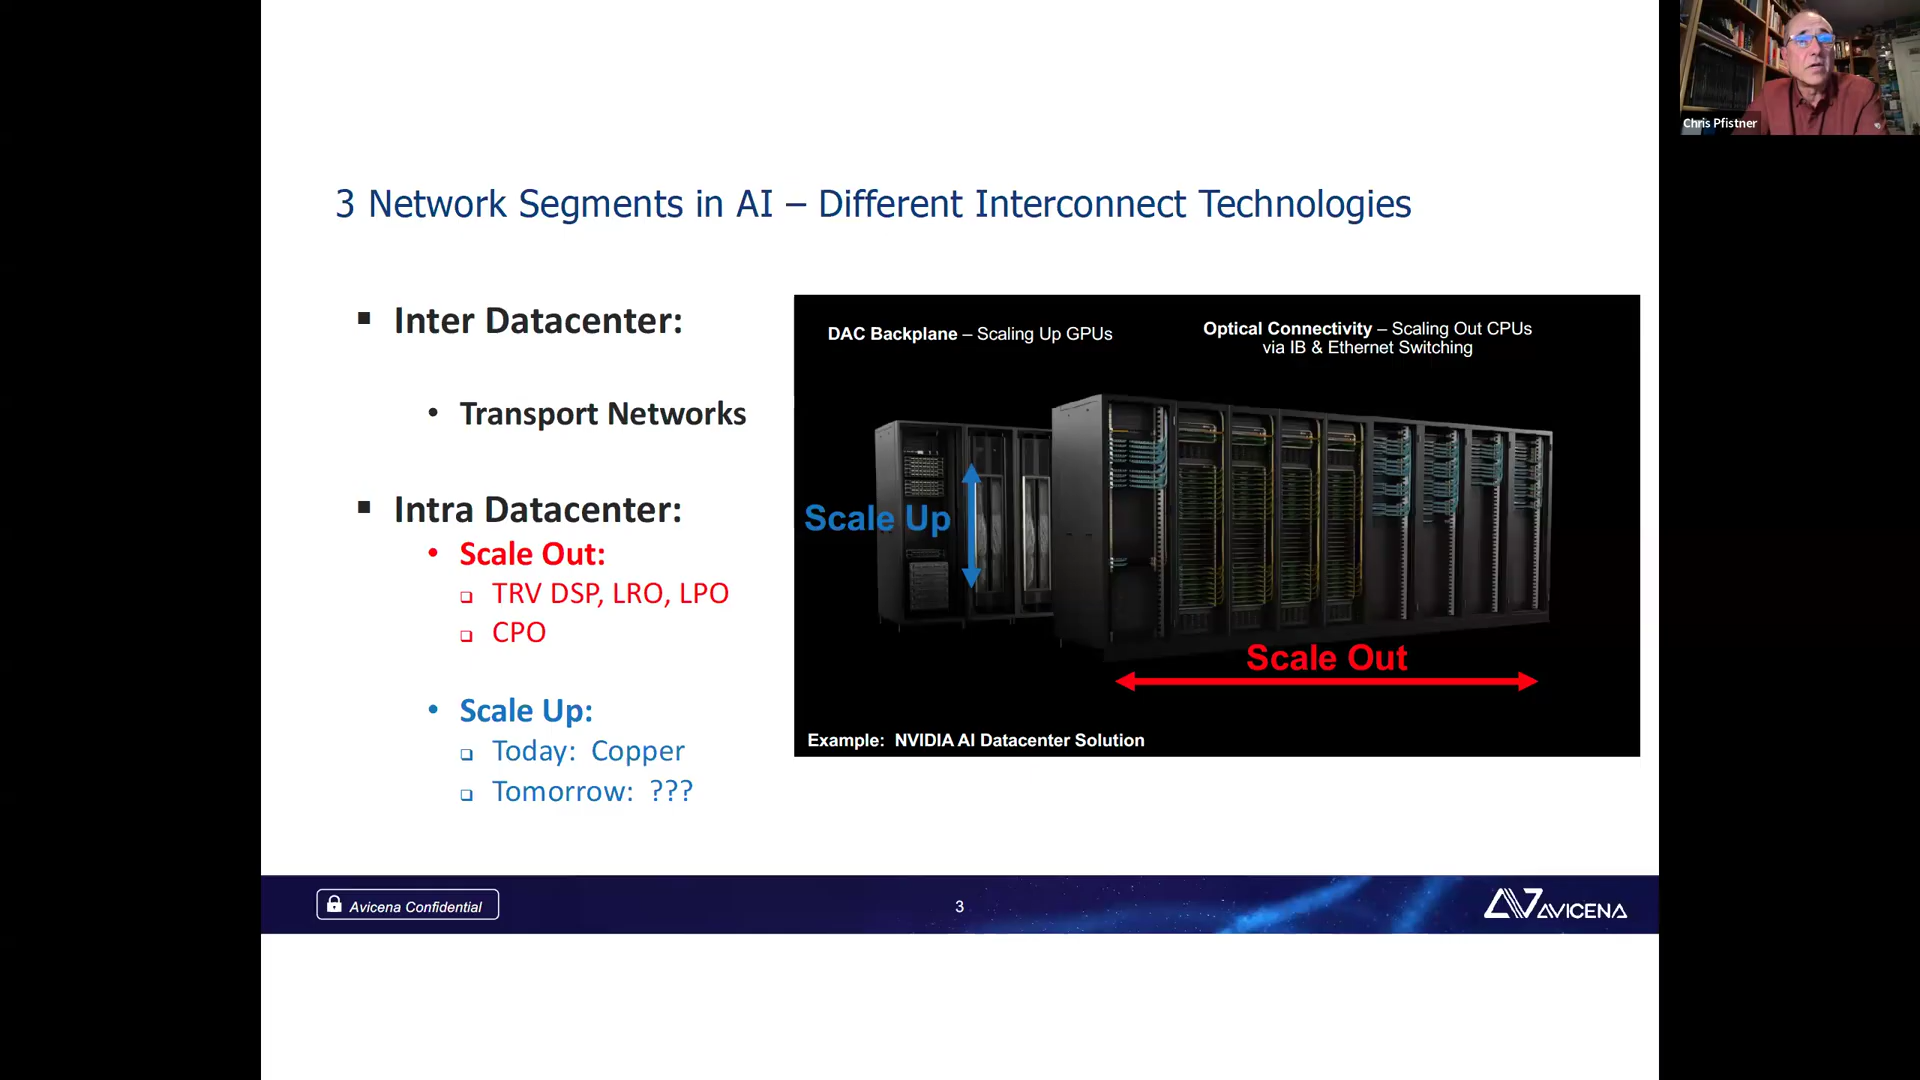 Chris Pfistner
3 Network Segments in AI – Different Interconnect Technologies
▪ Inter Datacenter:
• Transport Networks
▪ Intra Datacenter:
• Scale Out:
❑ TRV DSP, LRO, LPO
❑ CPO
• Scale Up:
❑ Today: Copper
❑ Tomorrow: ???
DAC Backplane – Scaling Up GPUs
Optical Connectivity – Scaling Out CPUs
via IB & Ethernet Switching
Scale Up
Scale Out
Example: NVIDIA AI Datacenter Solution
Avicena Confidential
3
AVICENA